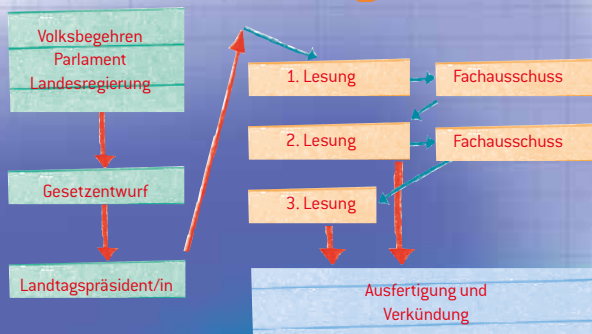 Volksbegehren
Parlament
Landesregierung
Gesetzentwurf
Landtagspräsident/in
1. Lesung
Fachausschuss
2. Lesung
Fachausschuss
3. Lesung
Ausfertigung und
Verkündung